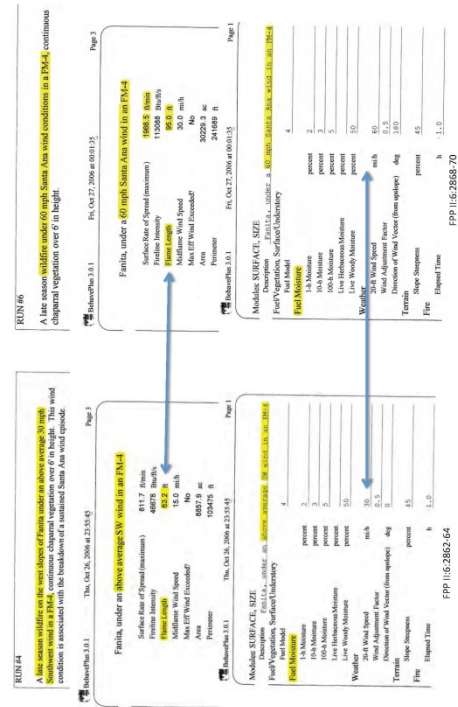 RUN #4
A late season wildfire on the west slopes of Fanita under an above average 30 mph
Southwest wind in a FM-4, continuous chaparral vegetation over 6' in height. This wind
condition is associated with the breakdown of a sustained Santa Ana wind episode.
BehavePlus 3.0.1 Thu, Oct 26, 2006 at 23:55:45 Page 3
Fanita, under an above average SW wind in an FM-4
Surface Rate of Spread (maximum) 811.7 ft/min
Fireline Intensity 46678 Btu/ft/s
Flame Length 63.2 ft
Midflame Wind Speed 15.0 mi/h
Max Eff Wind Exceeded? No
Area 6857.9 ac
Perimeter 103475 ft
BehavePlus 3.0.1 Thu, Oct 26, 2006 at 23:55:45 Page 1
Modules: SURFACE, SIZE
Description Fanita, under an above average SW wind in an FM-4
Fuel/Vegetation, Surface/Understory
Fuel Model 4
Fuel Moisture
1-h Moisture percent 2
10-h Moisture percent 3
100-h Moisture percent 5
Live Herbaceous Moisture percent
Live Woody Moisture percent 50
Weather
20-ft Wind Speed mi/h 30
Wind Adjustment Factor 0.5
Direction of Wind Vector (from upslope) deg 0
Terrain
Slope Steepness percent 45
Fire
Elapsed Time h 1.0
FPP II:6:2862-64
RUN #6
A late season wildfire under 60 mph Santa Ana wind conditions in a FM-4, continuous
chaparral vegetation over 6' in height.
BehavePlus 3.0.1 Fri, Oct 27, 2006 at 00:01:35 Page 3
Fanita, under a 60 mph Santa Ana wind in an FM-4
Surface Rate of Spread (maximum) 1966.5 ft/min
Fireline Intensity 113088 Btu/ft/s
Flame Length 95.0 ft
Midflame Wind Speed 30.0 mi/h
Max Eff Wind Exceeded? No
Area 30229.3 ac
Perimeter 241689 ft
BehavePlus 3.0.1 Fri, Oct 27, 2006 at 00:01:35 Page 1
Modules: SURFACE, SIZE
Description Fanita, under a 60 mph Santa Ana wind in an FM-4
Fuel/Vegetation, Surface/Understory
Fuel Model 4
Fuel Moisture
1-h Moisture percent 2
10-h Moisture percent 3
100-h Moisture percent 5
Live Herbaceous Moisture percent
Live Woody Moisture percent 50
Weather
20-ft Wind Speed mi/h 60
Wind Adjustment Factor 0.5
Direction of Wind Vector (from upslope) deg 180
Terrain
Slope Steepness percent 45
Fire
Elapsed Time h 1.0
FPP II:6:2868-70